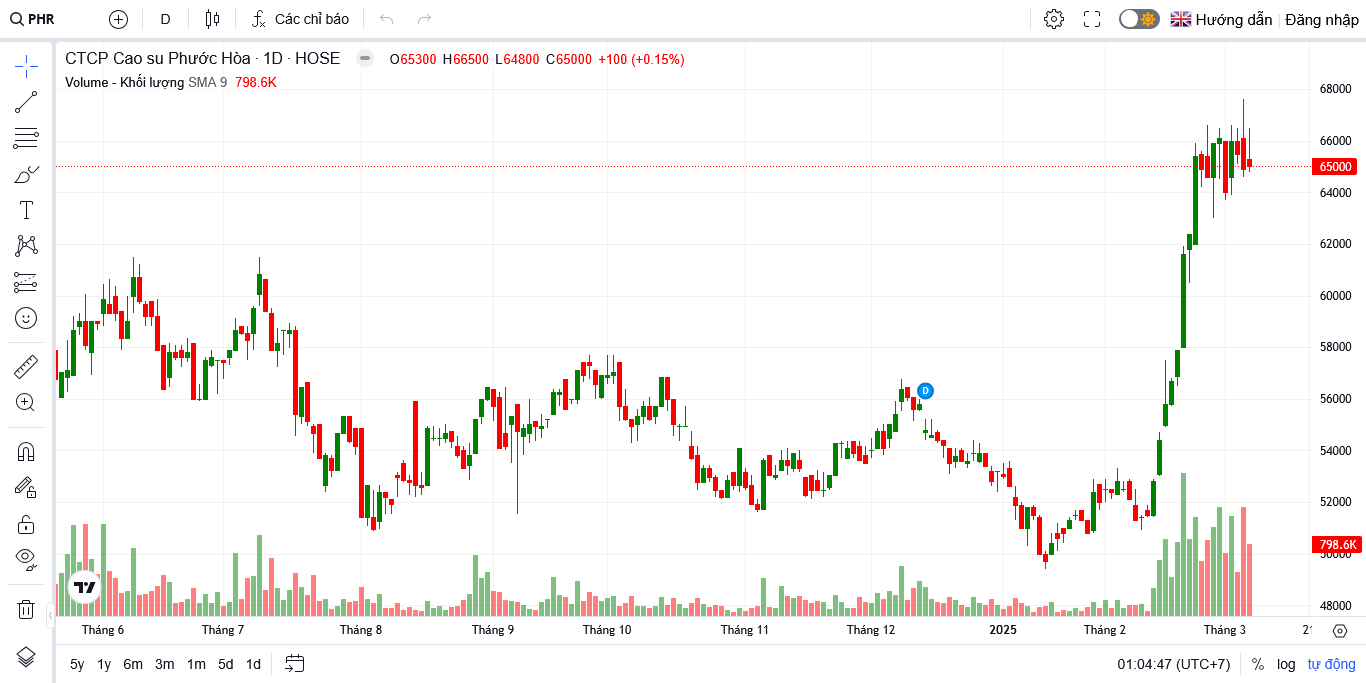 PHR D Các chỉ báo Hướng dẫn Đăng nhập
CTCP Cao su Phước Hòa · 1D · HOSE O65300 H66500 L64800 C65000 +100 (+0.15%)
Volume - Khối lượng SMA 9 798.6K
68000
66000
65000
64000
62000
60000
58000
56000
D
54000
52000
798.6K
50000
48000
Tháng 6 Tháng 7 Tháng 8 Tháng 9 Tháng 10 Tháng 11 Tháng 12 2025 Tháng 2 Tháng 3 21
5y 1y 6m 3m 1m 5d 1d 01:04:47 (UTC+7) % log tự động